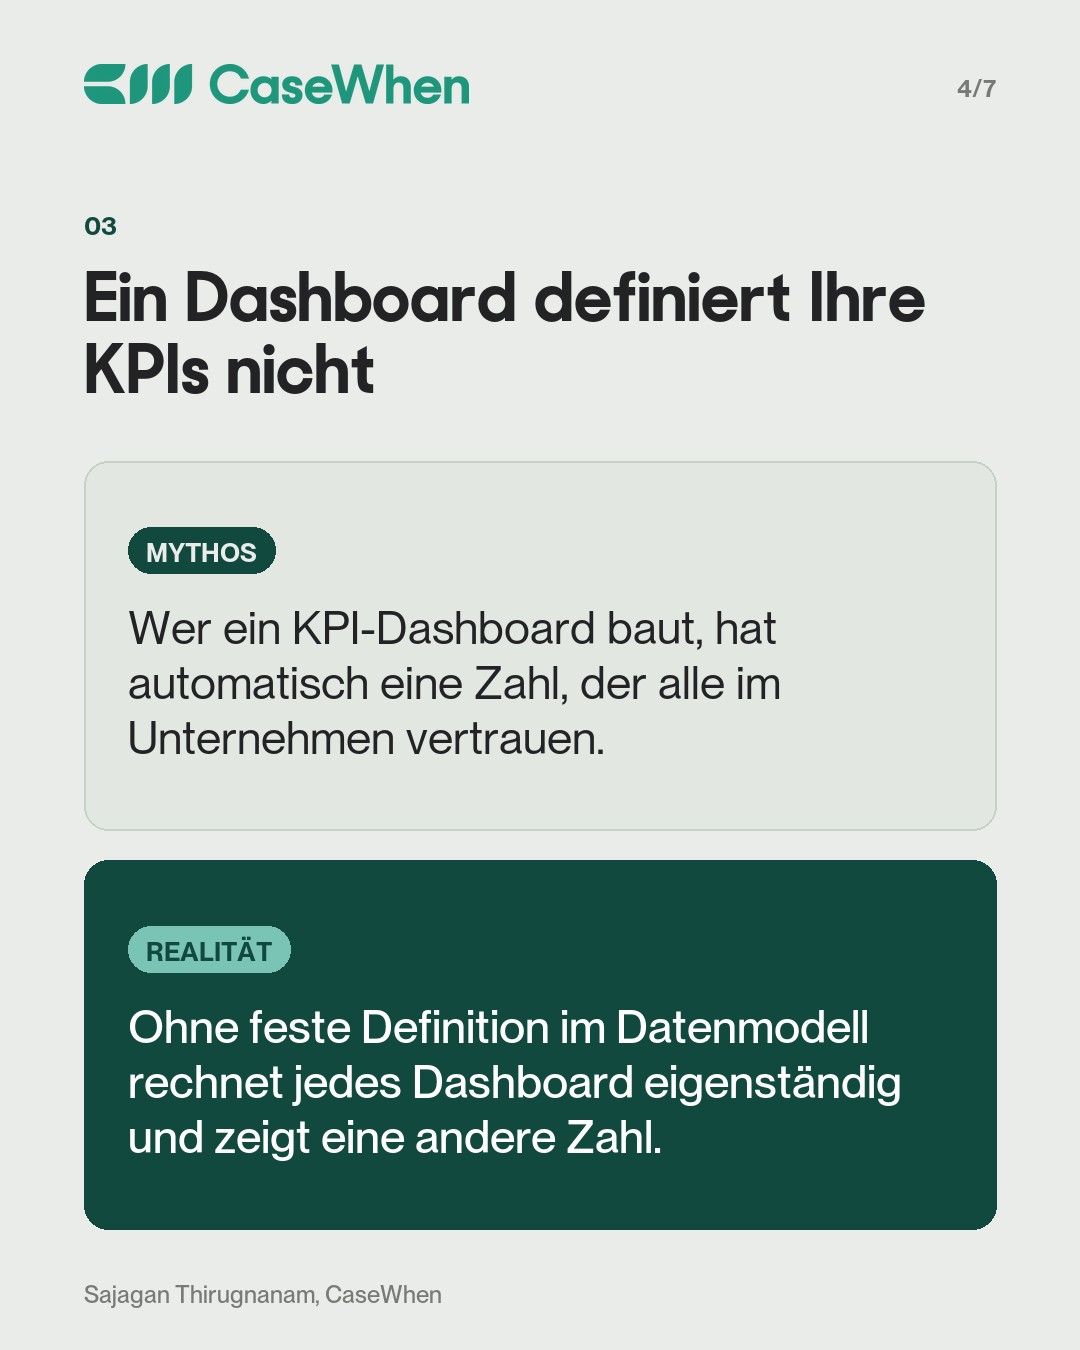 CaseWhen
4/7
03
Ein Dashboard definiert Ihre
KPIs nicht
MYTHOS
Wer ein KPI-Dashboard baut, hat
automatisch eine Zahl, der alle im
Unternehmen vertrauen.
REALITÄT
Ohne feste Definition im Datenmodell
rechnet jedes Dashboard eigenständig
und zeigt eine andere Zahl.
Sajagan Thirugnanam, CaseWhen